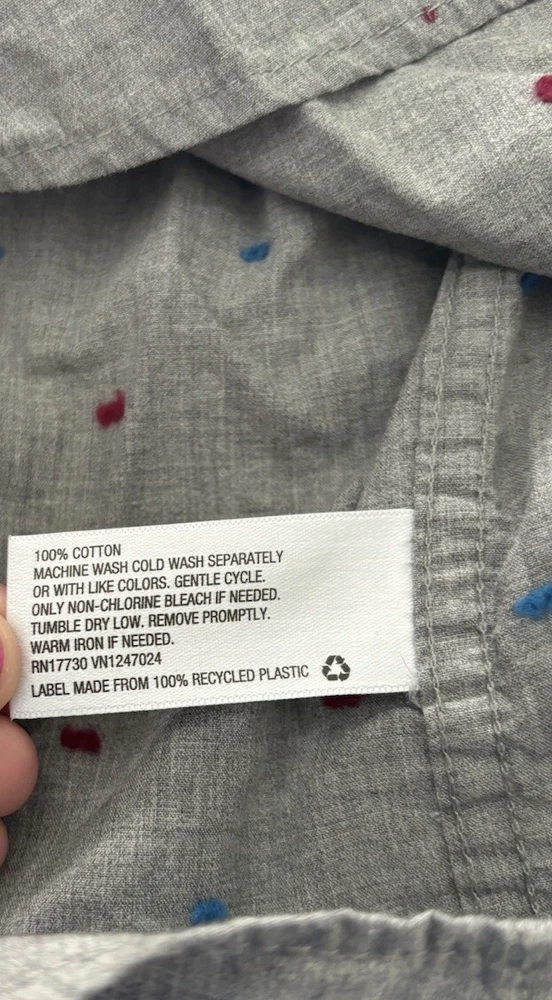 100% COTTON
MACHINE WASH COLD WASH SEPARATELY
OR WITH LIKE COLORS. GENTLE CYCLE.
ONLY NON-CHLORINE BLEACH IF NEEDED.
TUMBLE DRY LOW. REMOVE PROMPTLY.
WARM IRON IF NEEDED.
RN17730 VN1247024
LABEL MADE FROM 100% RECYCLED PLASTIC